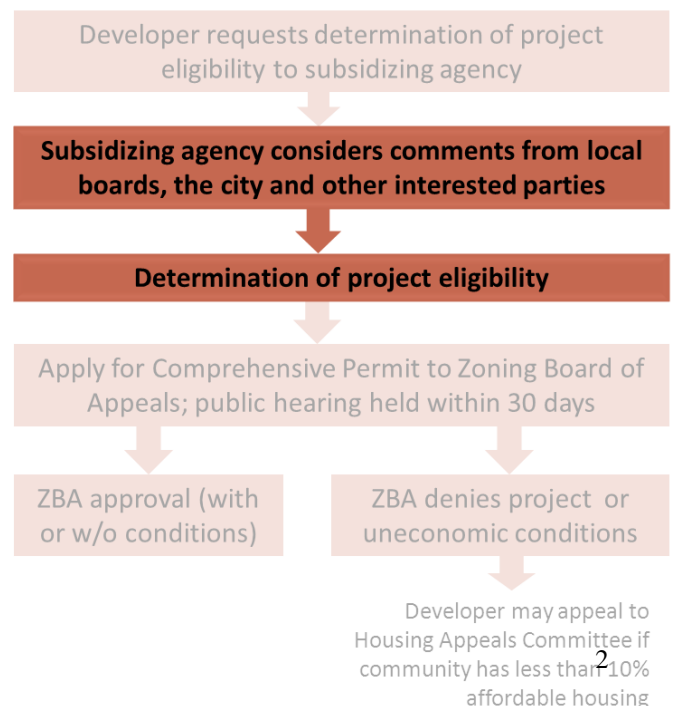 Developer requests determination of project
eligibility to subsidizing agency
Subsidizing agency considers comments from local
boards, the city and other interested parties
Determination of project eligibility
Apply for Comprehensive Permit to Zoning Board of
Appeals; public hearing held within 30 days
ZBA approval (with
or w/o conditions)
ZBA denies project or
uneconomic conditions
Developer may appeal to
Housing Appeals Committee if
community has less than 10%
affordable housing
2